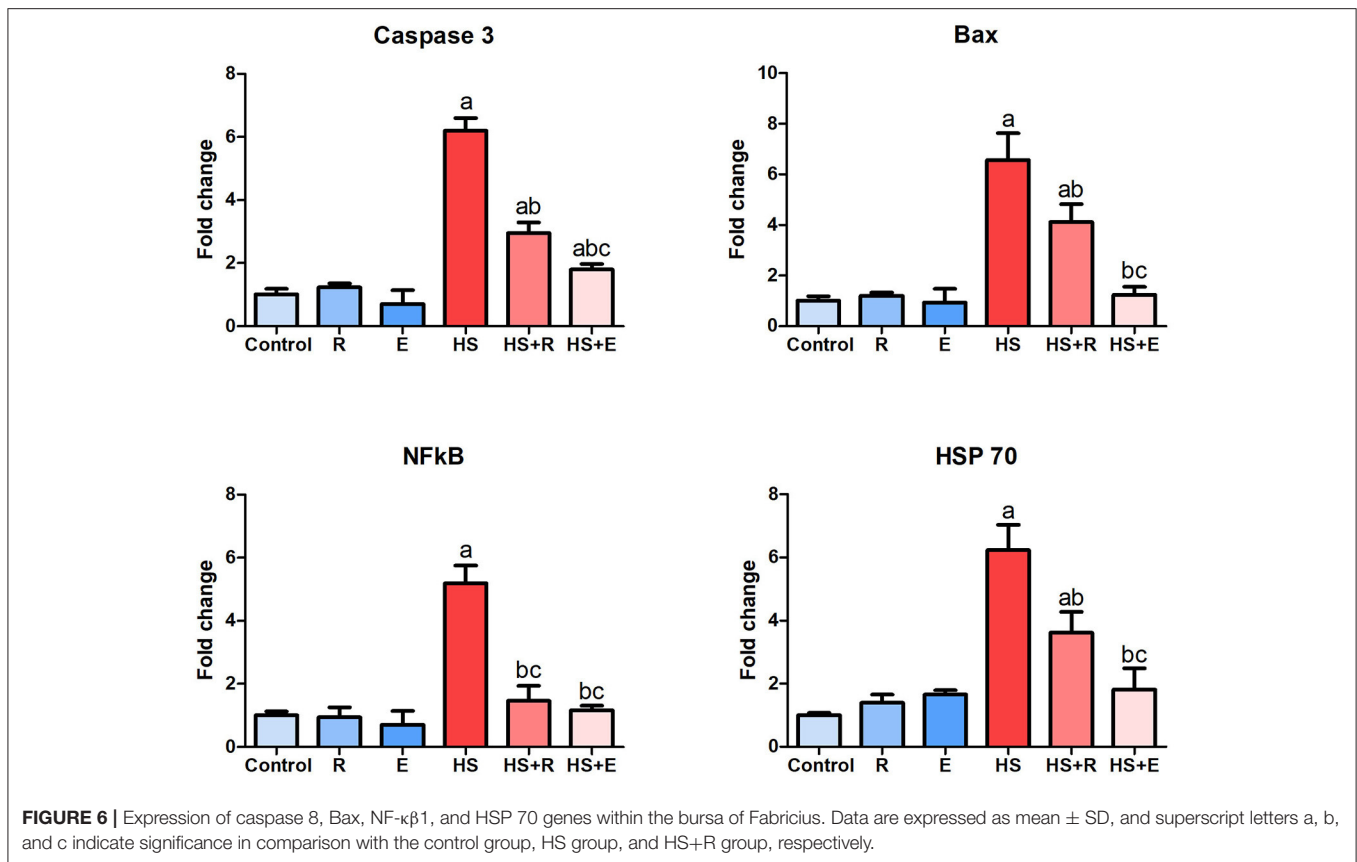 Caspase 3
Fold change
8
6
4
2
0
a
ab
abc
Control R E HS HS+R HS+E
Bax
Fold change
10
8
6
4
2
0
a
ab
bc
Control R E HS HS+R HS+E
NFkB
Fold change
8
6
4
2
0
a
bc
bc
Control R E HS HS+R HS+E
HSP 70
Fold change
8
6
4
2
0
a
ab
bc
Control R E HS HS+R HS+E
FIGURE 6 | Expression of caspase 8, Bax, NF-κβ1, and HSP 70 genes within the bursa of Fabricius. Data are expressed as mean ± SD, and superscript letters a, b,
and c indicate significance in comparison with the control group, HS group, and HS+R group, respectively.